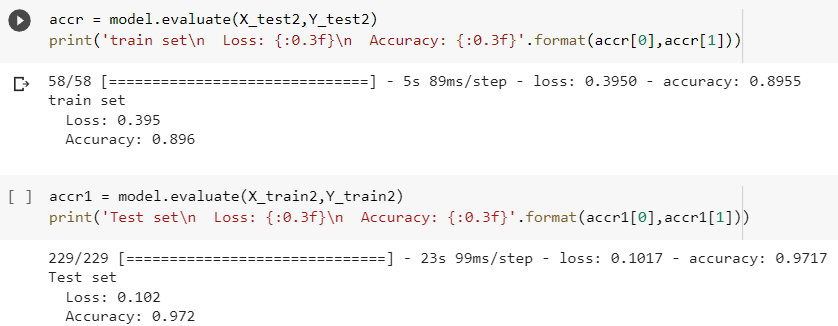 accr = model.evaluate(X_test2,Y_test2)
print('train set\n  Loss: {:0.3f}\n  Accuracy: {:0.3f}'.format(accr[0],accr[1]))
58/58 [==============================] - 5s 89ms/step - loss: 0.3950 - accuracy: 0.8955
train set
  Loss: 0.395
  Accuracy: 0.896
[ ] accr1 = model.evaluate(X_train2,Y_train2)
print('Test set\n  Loss: {:0.3f}\n  Accuracy: {:0.3f}'.format(accr1[0],accr1[1]))
229/229 [==============================] - 23s 99ms/step - loss: 0.1017 - accuracy: 0.9717
Test set
  Loss: 0.102
  Accuracy: 0.972